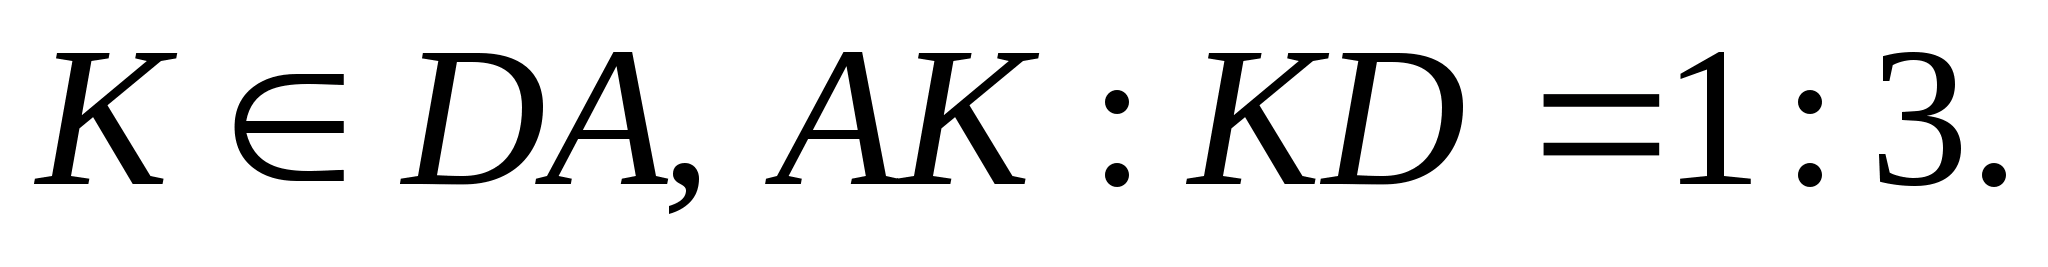 K ∈ DA, AK : KD =1: 3.